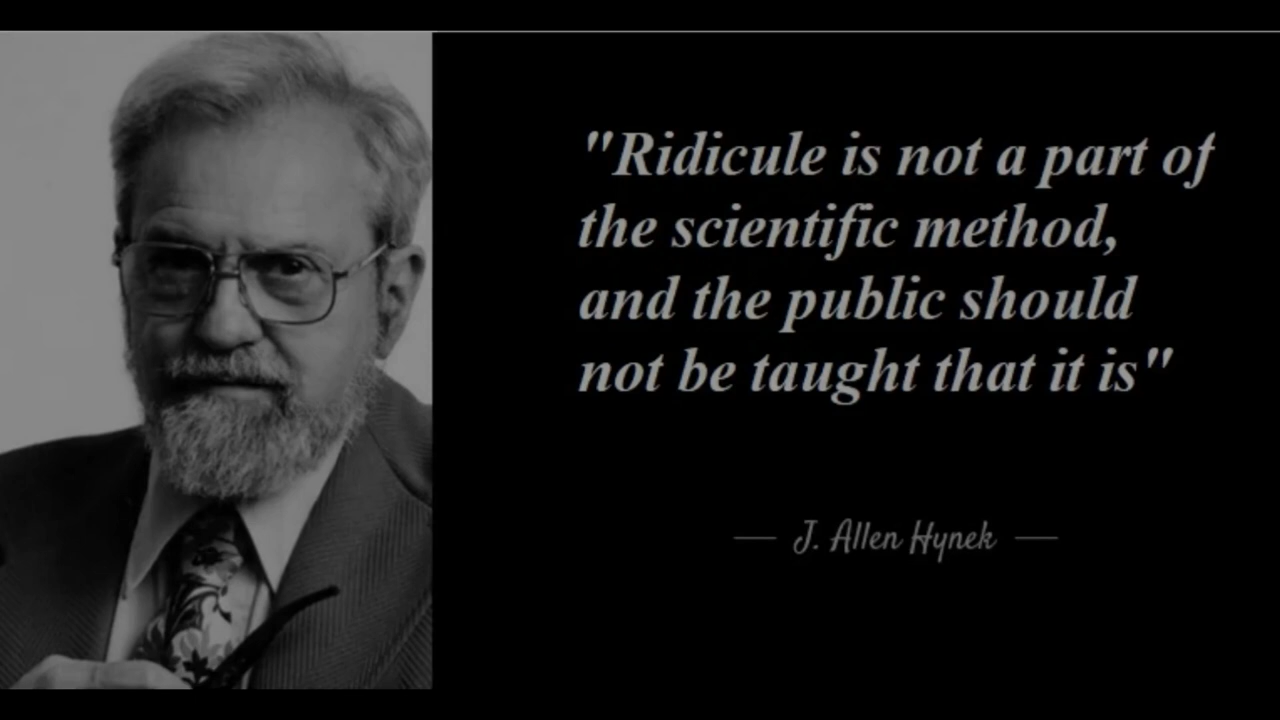 "Ridicule is not a part of
the scientific method,
and the public should
not be taught that it is"
— J. Allen Hynek —